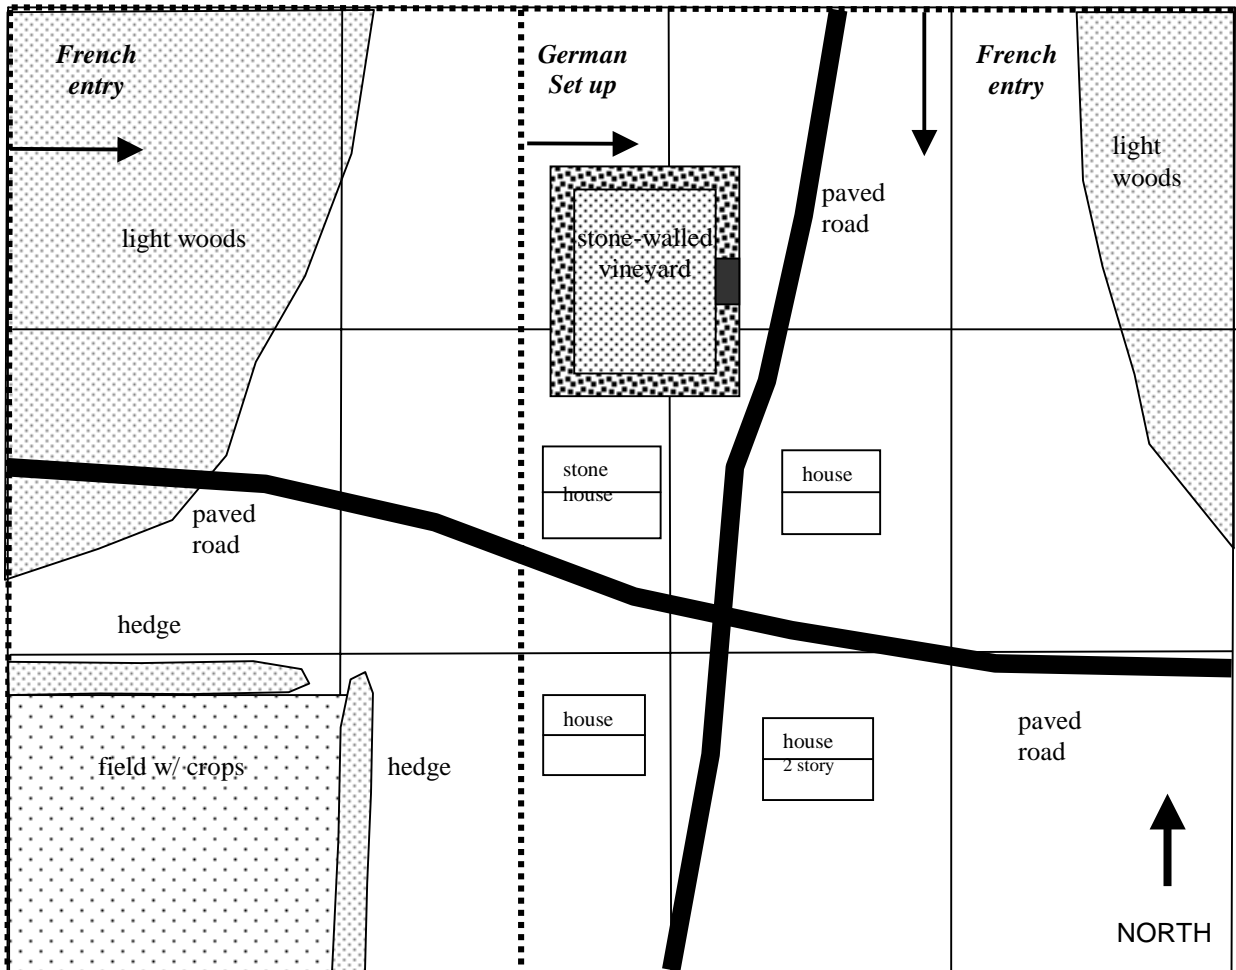 French
entry
German
Set up
French
entry
light
woods
paved
road
light woods
stone-walled
vineyard
stone
house
house
paved
road
hedge
house
house
2 story
paved
road
field w/ crops
hedge
NORTH